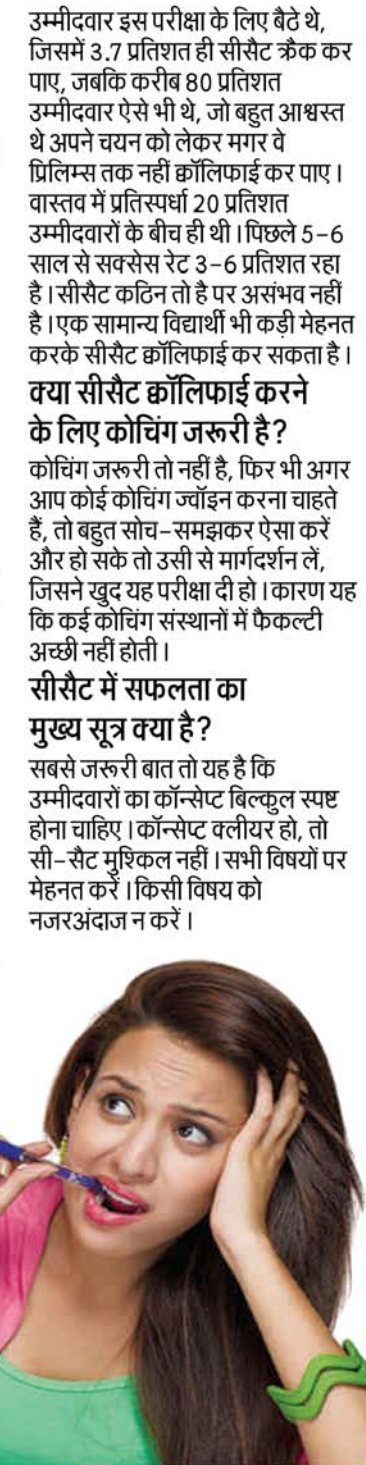 उम्मीदवार इस परीक्षा के लिए बैठे थे,
जिसमें 3.7 प्रतिशत ही सीसैट क्रैक कर
पाए, जबकि करीब 80 प्रतिशत
उम्मीदवार ऐसे भी थे, जो बहुत आश्वस्त
थे अपने चयन को लेकर मगर वे
प्रिलिम्स तक नहीं क्वॉलिफाई कर पाए।
वास्तव में प्रतिस्पर्धा 20 प्रतिशत
उम्मीदवारों के बीच ही थी। पिछले 5-6
साल से सक्सेस रेट 3-6 प्रतिशत रहा
है। सीसैट कठिन तो है पर असंभव नहीं
है। एक सामान्य विद्यार्थी भी कड़ी मेहनत
करके सीसैट क्वॉलिफाई कर सकता है।
क्या सीसैट क्वॉलिफाई करने
के लिए कोचिंग जरूरी है?
कोचिंग जरूरी तो नहीं है, फिर भी अगर
आप कोई कोचिंग ज्वॉइन करना चाहते
हैं, तो बहुत सोच-समझकर ऐसा करें
और हो सके तो उसी से मार्गदर्शन लें,
जिसने खुद यह परीक्षा दी हो। कारण यह
कि कई कोचिंग संस्थानों में फैकल्टी
अच्छी नहीं होती।
सीसैट में सफलता का
मुख्य सूत्र क्या है?
सबसे जरूरी बात तो यह है कि
उम्मीदवारों का कॉन्सेप्ट बिल्कुल स्पष्ट
होना चाहिए। कॉन्सेप्ट क्लीयर हो, तो
सी-सैट मुश्किल नहीं। सभी विषयों पर
मेहनत करें। किसी विषय को
नजरअंदाज न करें।